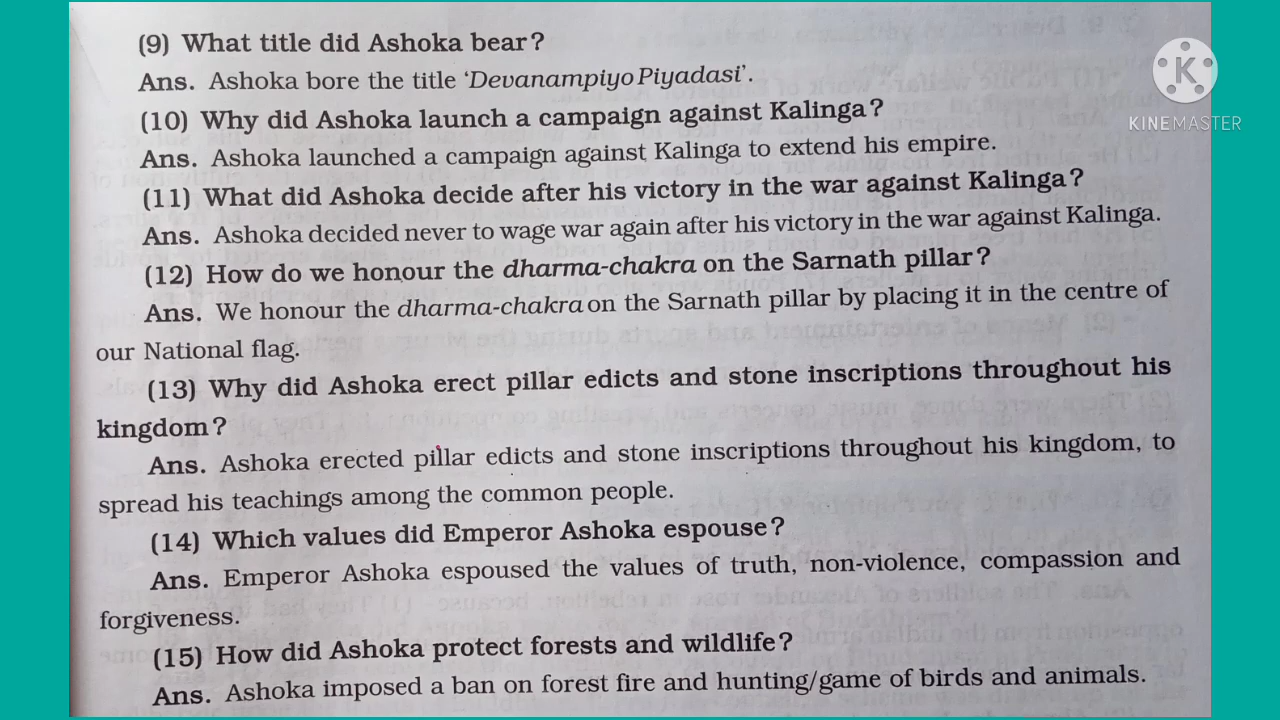 (9) What title did Ashoka bear?
Ans. Ashoka bore the title 'Devanampiyo Piyadasi'.
(10) Why did Ashoka launch a campaign against Kalinga?
Ans. Ashoka launched a campaign against Kalinga to extend his empire.
(11) What did Ashoka decide after his victory in the war against Kalinga?
Ans. Ashoka decided never to wage war again after his victory in the war against Kalinga.
(12) How do we honour the dharma-chakra on the Sarnath pillar?
Ans. We honour the dharma-chakra on the Sarnath pillar by placing it in the centre of
our National flag.
(13) Why did Ashoka erect pillar edicts and stone inscriptions throughout his
kingdom?
Ans. Ashoka erected pillar edicts and stone inscriptions throughout his kingdom, to
spread his teachings among the common people.
(14) Which values did Emperor Ashoka espouse?
Ans. Emperor Ashoka espoused the values of truth, non-violence, compassion and
forgiveness.
(15) How did Ashoka protect forests and wildlife?
Ans. Ashoka imposed a ban on forest fire and hunting/game of birds and animals.
K
KINEMASTER